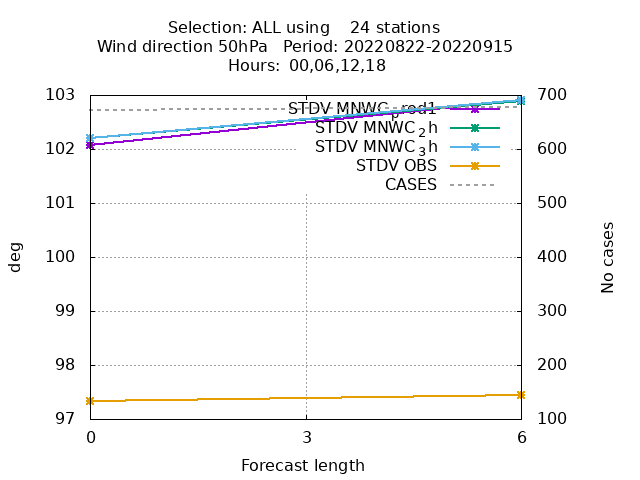 Selection: ALL using    24 stations
Wind direction 50hPa   Period: 20220822-20220915
Hours:  00,06,12,18
103
102
101
100
99
98
97
deg
700
600
500
400
300
200
100
No cases
STDV MNWC_prod1
STDV MNWC_2h
STDV MNWC_3h
STDV OBS
CASES
0
3
6
Forecast length